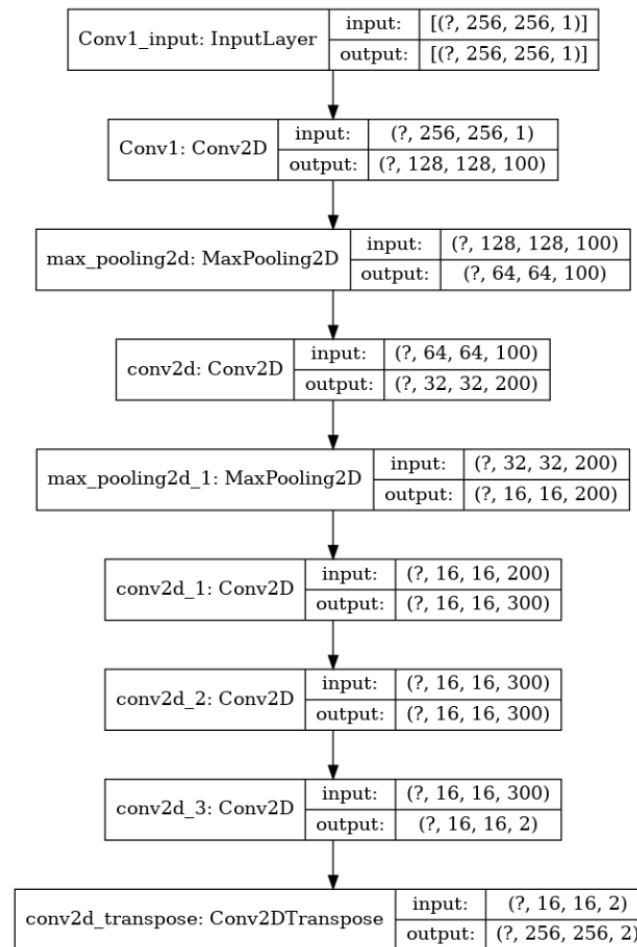 Conv1_input: InputLayer
input: [(?, 256, 256, 1)]
output: [(?, 256, 256, 1)]
Conv1: Conv2D
input: (?, 256, 256, 1)
output: (?, 128, 128, 100)
max_pooling2d: MaxPooling2D
input: (?, 128, 128, 100)
output: (?, 64, 64, 100)
conv2d: Conv2D
input: (?, 64, 64, 100)
output: (?, 32, 32, 200)
max_pooling2d_1: MaxPooling2D
input: (?, 32, 32, 200)
output: (?, 16, 16, 200)
conv2d_1: Conv2D
input: (?, 16, 16, 200)
output: (?, 16, 16, 300)
conv2d_2: Conv2D
input: (?, 16, 16, 300)
output: (?, 16, 16, 300)
conv2d_3: Conv2D
input: (?, 16, 16, 300)
output: (?, 16, 16, 2)
conv2d_transpose: Conv2DTranspose
input: (?, 16, 16, 2)
output: (?, 256, 256, 2)